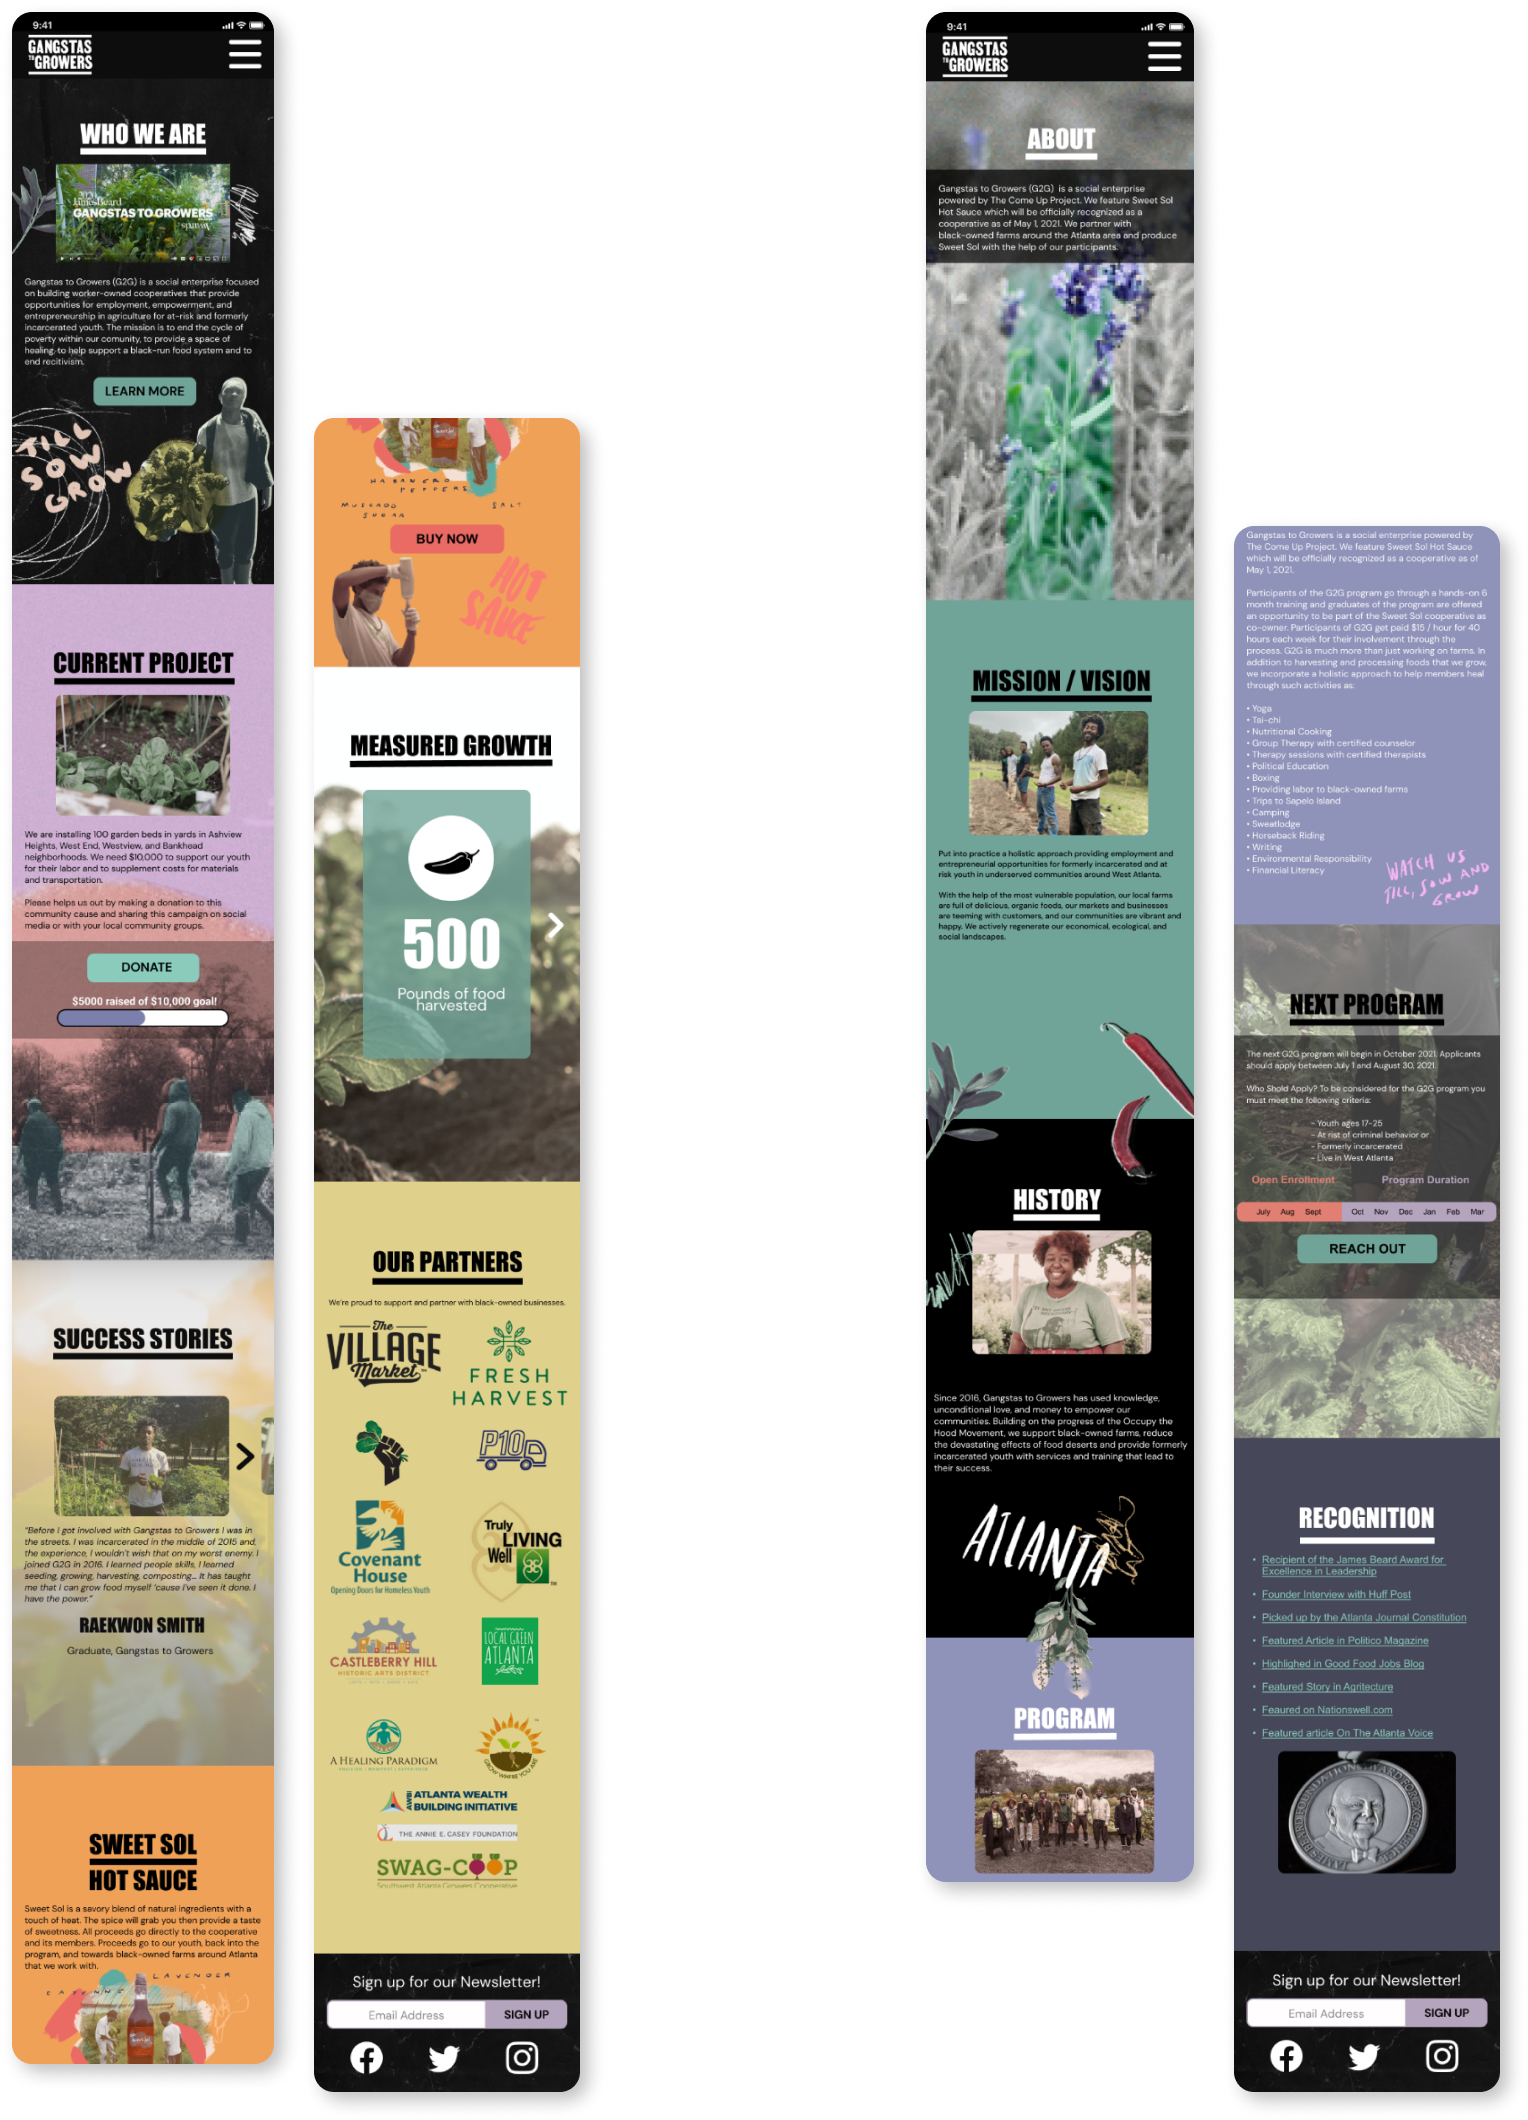 9:41
GANGSTAS
TO GROWERS
WHO WE ARE
2020
JamesBeard
GANGSTAS TO GROWERS
Awards
Gangstas to Growers (G2G) is a social enterprise focused
on building worker-owned cooperatives that provide
opportunities for employment, empowerment, and
entrepreneurship in agriculture for at-risk and formerly
incarcerated youth. The mission is to end the cycle of
poverty within our comunity, to provide a space of
healing, to help support a black-run food system and to
end recitivism.
LEARN MORE
TILL
SOW
GROW
CURRENT PROJECT
We are installing 100 garden beds in yards in Ashview
Heights, West End, Westview, and Bankhead
neighborhoods. We need $10,000 to support our youth
for their labor and to supplement costs for materials
and transportation.
Please helps us out by making a donation to this
community cause and sharing this campaign on social
media or with your local community groups.
DONATE
$5000 raised of $10,000 goal!
SUCCESS STORIES
"Before I got involved with Gangstas to Growers I was in
the streets. I was incarcerated in the middle of 2015 and,
the experience, I wouldn't wish that on my worst enemy. I
joined G2G in 2016. I learned people skills, I learned
seeding, growing, harvesting, composting... It has taught
me that I can grow food myself 'cause I've seen it done. I
have the power."
RAEKWON SMITH
Graduate, Gangstas to Growers
SWEET SOL
HOT SAUCE
Sweet Sol is a savory blend of natural ingredients with a
touch of heat. The spice will grab you then provide a taste
of sweetness. All proceeds go directly to the cooperative
and its members. Proceeds go to our youth, back into the
program, and towards black-owned farms around Atlanta
that we work with.
LAVENDER
CAYENNE
HABANERO
PEPPERS
MUSCADO
SUGAR
SALT
BUY NOW
HOT
SAUCE
MEASURED GROWTH
500
Pounds of food
harvested
OUR PARTNERS
We're proud to support and partner with black-owned businesses.
The
VILLAGE
Market
FRESH
HARVEST
P10
Covenant
House
Opening Doors for Homeless Youth
Truly
LIVING
Well
CASTLEBERRY HILL
HISTORIC ARTS DISTRICT
LOCAL GREEN
ATLANTA
A HEALING PARADIGM
GROW WHERE YOU ARE
AWBI
ATLANTA WEALTH
BUILDING INITIATIVE
THE ANNIE E. CASEY FOUNDATION
SWAG-COOP
Southwest Atlanta Growers Cooperative
Sign up for our Newsletter!
Email Address
SIGN UP
9:41
GANGSTAS
TO GROWERS
ABOUT
Gangstas to Growers (G2G) is a social enterprise
powered by The Come Up Project. We feature Sweet Sol
Hot Sauce which will be officially recognized as a
cooperative as of May 1, 2021. We partner with
black-owned farms around the Atlanta area and produce
Sweet Sol with the help of our participants.
MISSION / VISION
Put into practice a holistic approach providing employment and
entrepreneurial opportunities for formerly incarcerated and at
risk youth in underserved communities around West Atlanta.
With the help of the most vulnerable population, our local farms
are full of delicious, organic foods, our markets and businesses
are teeming with customers, and our communities are vibrant and
happy. We actively regenerate our economical, ecological, and
social landscapes.
HISTORY
Since 2016, Gangstas to Growers has used knowledge,
unconditional love, and money to empower our
communities. Building on the progress of the Occupy the
Hood Movement, we support black-owned farms, reduce
the devastating effects of food deserts and provide formerly
incarcerated youth with services and training that lead to
their success.
ATLANTA
PROGRAM
Gangstas to Growers is a social enterprise powered by
The Come Up Project. We feature Sweet Sol Hot Sauce
which will be officially recognized as a cooperative as of
May 1, 2021.
Participants of the G2G program go through a hands-on 6
month training and graduates of the program are offered
an opportunity to be part of the Sweet Sol cooperative as
co-owner. Participants of G2G get paid $15 / hour for 40
hours each week for their involvement through the
process. G2G is much more than just working on farms. In
addition to harvesting and processing foods that we grow,
we incorporate a holistic approach to help members heal
through such activities as:
• Yoga
• Tai-chi
• Nutritional Cooking
• Group Therapy with certified counselor
• Therapy sessions with certified therapists
• Political Education
• Boxing
• Providing labor to black-owned farms
• Trips to Sapelo Island
• Camping
• Sweatlodge
• Horseback Riding
• Writing
• Environmental Responsibility
• Financial Literacy
WATCH US
TILL, SOW AND
GROW
NEXT PROGRAM
The next G2G program will begin in October 2021. Applicants
should apply between July 1 and August 30, 2021.
Who Shold Apply? To be considered for the G2G program you
must meet the following criteria:
- Youth ages 17-25
- At rist of criminal behavior or
- Formerly incarcerated
- Live in West Atlanta
Open Enrollment Program Duration
July Aug Sept Oct Nov Dec Jan Feb Mar
REACH OUT
RECOGNITION
• Recipient of the James Beard Award for
Excellence in Leadership
• Founder Interview with Huff Post
• Picked up by the Atlanta Journal Constitution
• Featured Article in Politico Magazine
• Highlighed in Good Food Jobs Blog
• Featured Story in Agritecture
• Feaured on Nationswell.com
• Featured article On The Atlanta Voice
Sign up for our Newsletter!
Email Address
SIGN UP